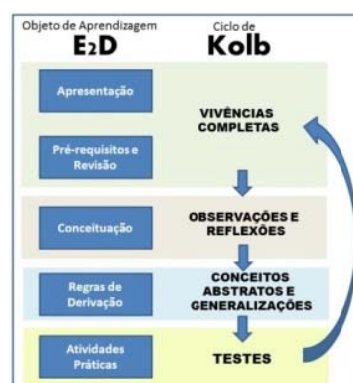 Objeto de Aprendizagem
E2D
Ciclo de
Kolb
Apresentação
Pré-requisitos e
Revisão
VIVÊNCIAS
COMPLETAS
Conceituação
OBSERVAÇÕES E
REFLEXÕES
Regras de
Derivação
CONCEITOS
ABSTRATOS E
GENERALIZAÇÕES
Atividades
Práticas
TESTES